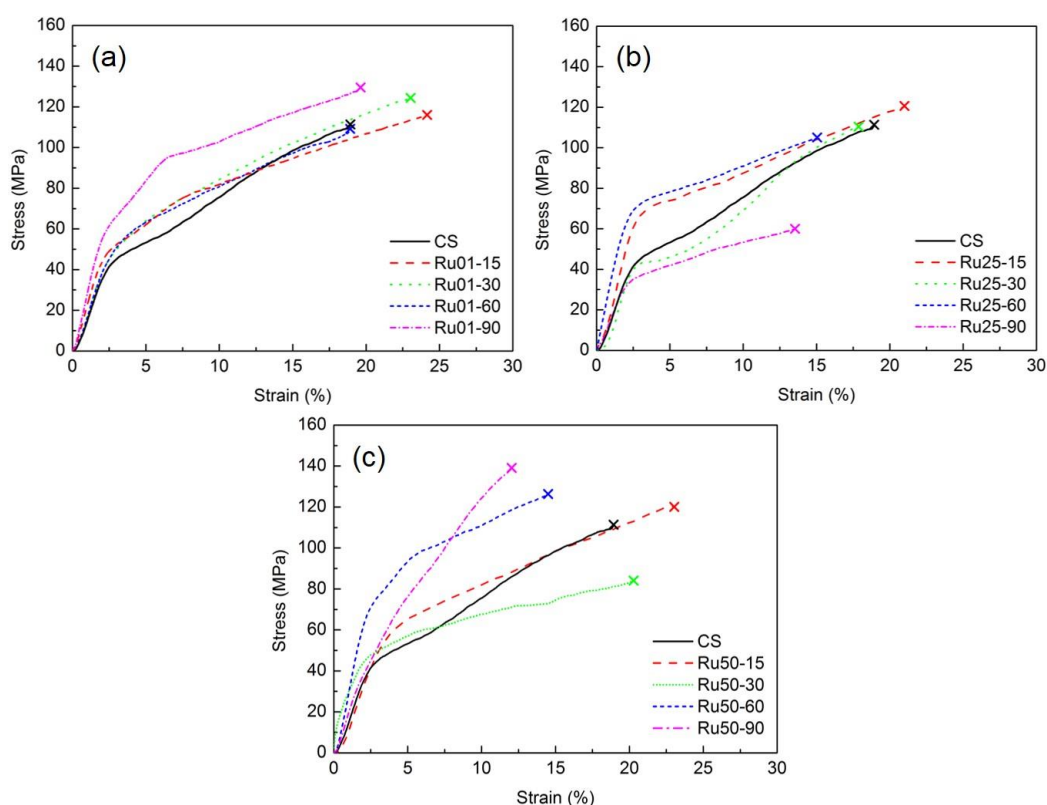 (a)
Stress (MPa)
160
140
120
100
80
60
40
20
0
CS
Ru01-15
Ru01-30
Ru01-60
Ru01-90
0 5 10 15 20 25 30
Strain (%)
(b)
Stress (MPa)
160
140
120
100
80
60
40
20
0
CS
Ru25-15
Ru25-30
Ru25-60
Ru25-90
0 5 10 15 20 25 30
Strain (%)
(c)
Stress (MPa)
160
140
120
100
80
60
40
20
0
CS
Ru50-15
Ru50-30
Ru50-60
Ru50-90
0 5 10 15 20 25 30
Strain (%)